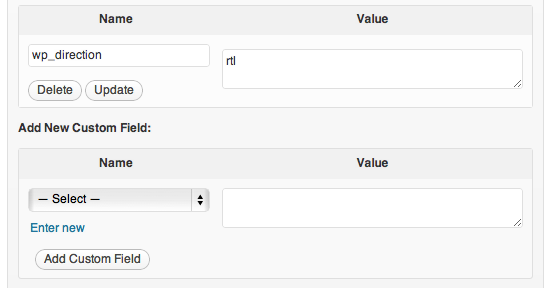 Name Value
wp_direction rtl
Delete Update
Add New Custom Field:
Name Value
— Select —
Enter new
Add Custom Field